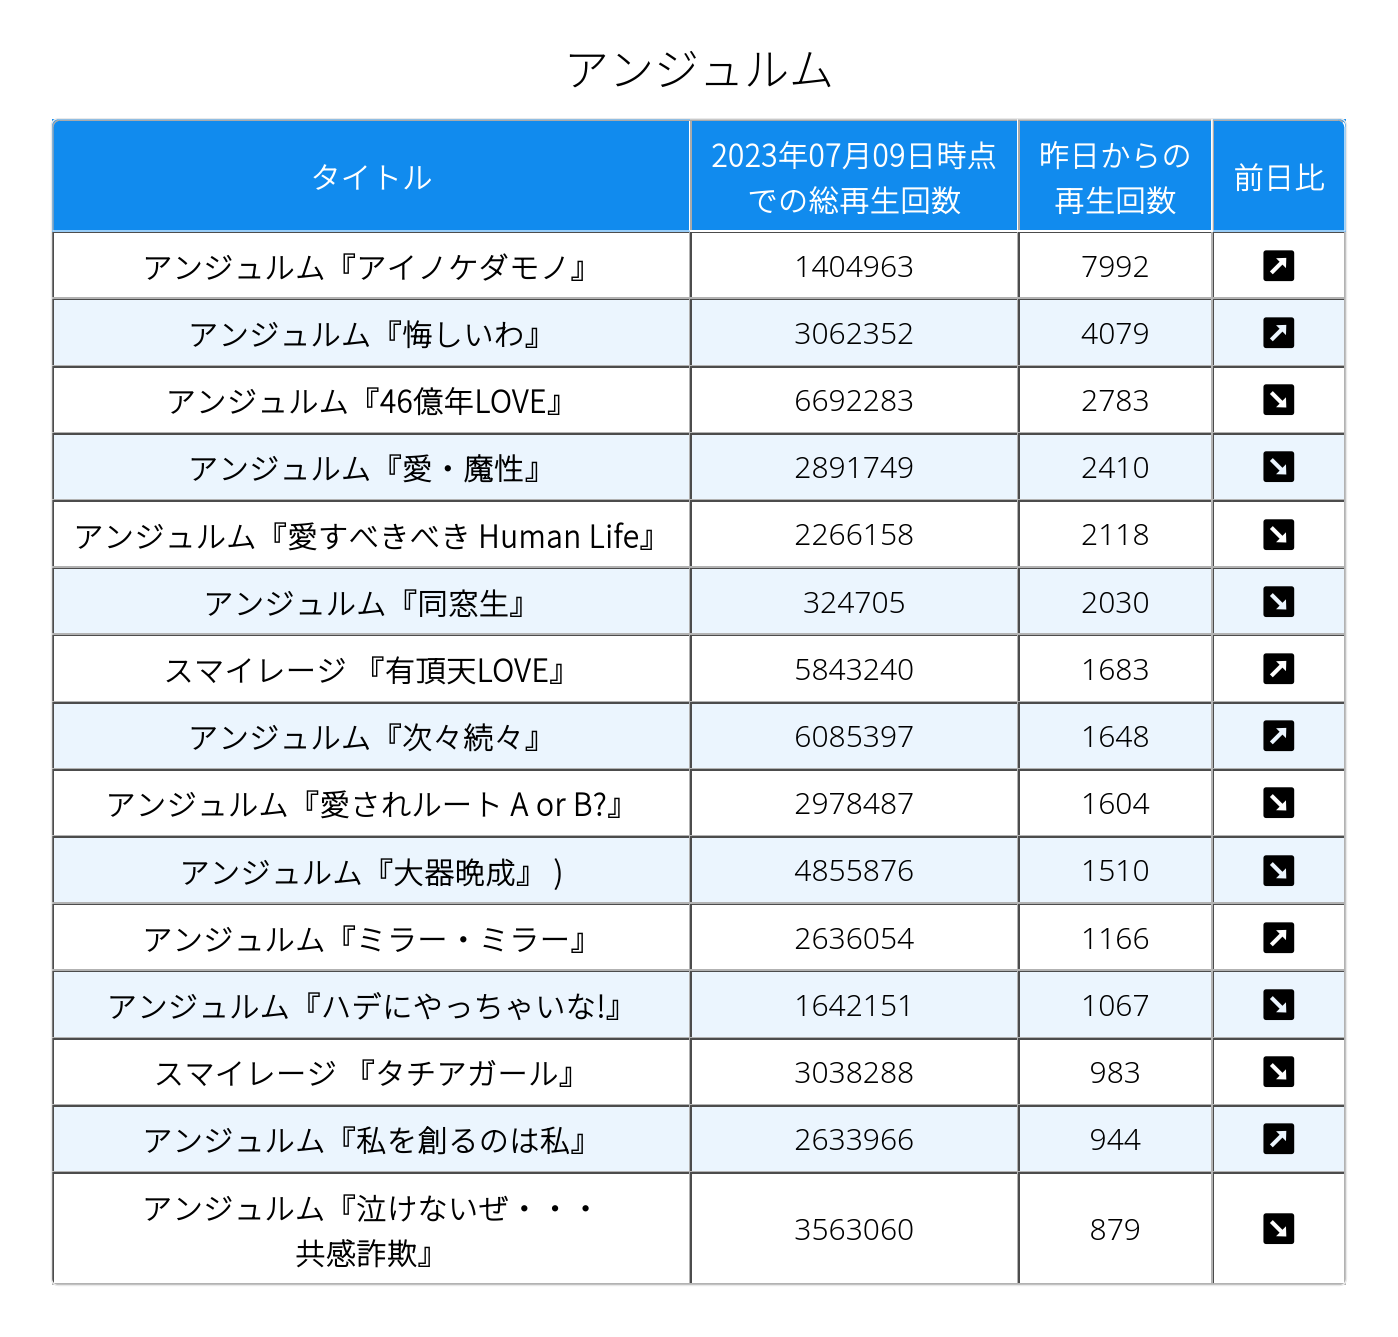 アンジュルム
タイトル 2023年07月09日時点での総再生回数 昨日からの再生回数 前日比
アンジュルム『アイノケダモノ』 1404963 7992
アンジュルム『悔しいわ』 3062352 4079
アンジュルム『46億年LOVE』 6692283 2783
アンジュルム『愛・魔性』 2891749 2410
アンジュルム『愛すべきべき Human Life』 2266158 2118
アンジュルム『同窓生』 324705 2030
スマイレージ 『有頂天LOVE』 5843240 1683
アンジュルム『次々続々』 6085397 1648
アンジュルム『愛されルート A or B?』 2978487 1604
アンジュルム『大器晩成』 ) 4855876 1510
アンジュルム『ミラー・ミラー』 2636054 1166
アンジュルム『ハデにやっちゃいな!』 1642151 1067
スマイレージ 『タチアガール』 3038288 983
アンジュルム『私を創るのは私』 2633966 944
アンジュルム『泣けないぜ・・・共感詐欺』 3563060 879